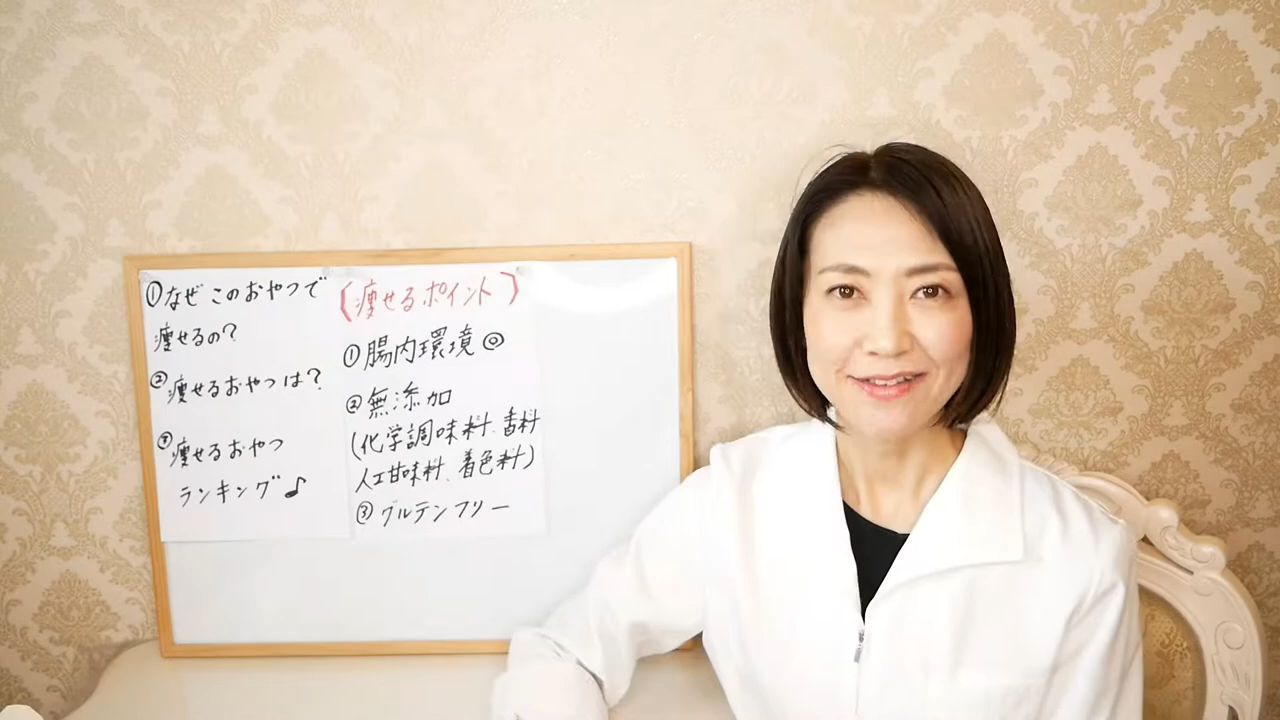 ①なぜ このおやつで
痩せるの?
②痩せるおやつは?
③痩せるおやつ
ランキング♪
【痩せるポイント】
①腸内環境◎
②無添加
(化学調味料、香料
人工甘味料、着色料)
③グルテンフリー